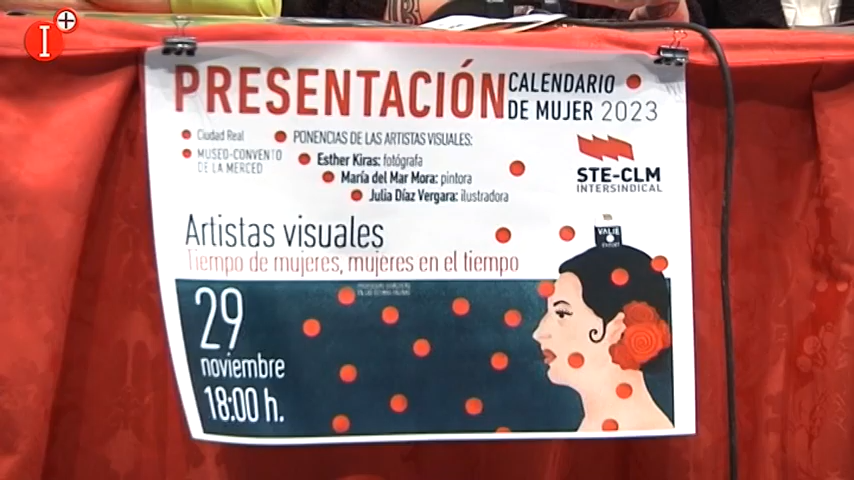 I+
PRESENTACIÓN
CALENDARIO
DE MUJER 2023
Ciudad Real
MUSEO-CONVENTO
DE LA MERCED
PONENCIAS DE LAS ARTISTAS VISUALES:
Esther Kiras: fotógrafa
María del Mar Mora: pintora
Julia Díaz Vergara: ilustradora
STE-CLM
INTERSINDICAL
Artistas visuales
Tiempo de mujeres, mujeres en el tiempo
VALIE
EXPORT
29
noviembre
18:00 h.